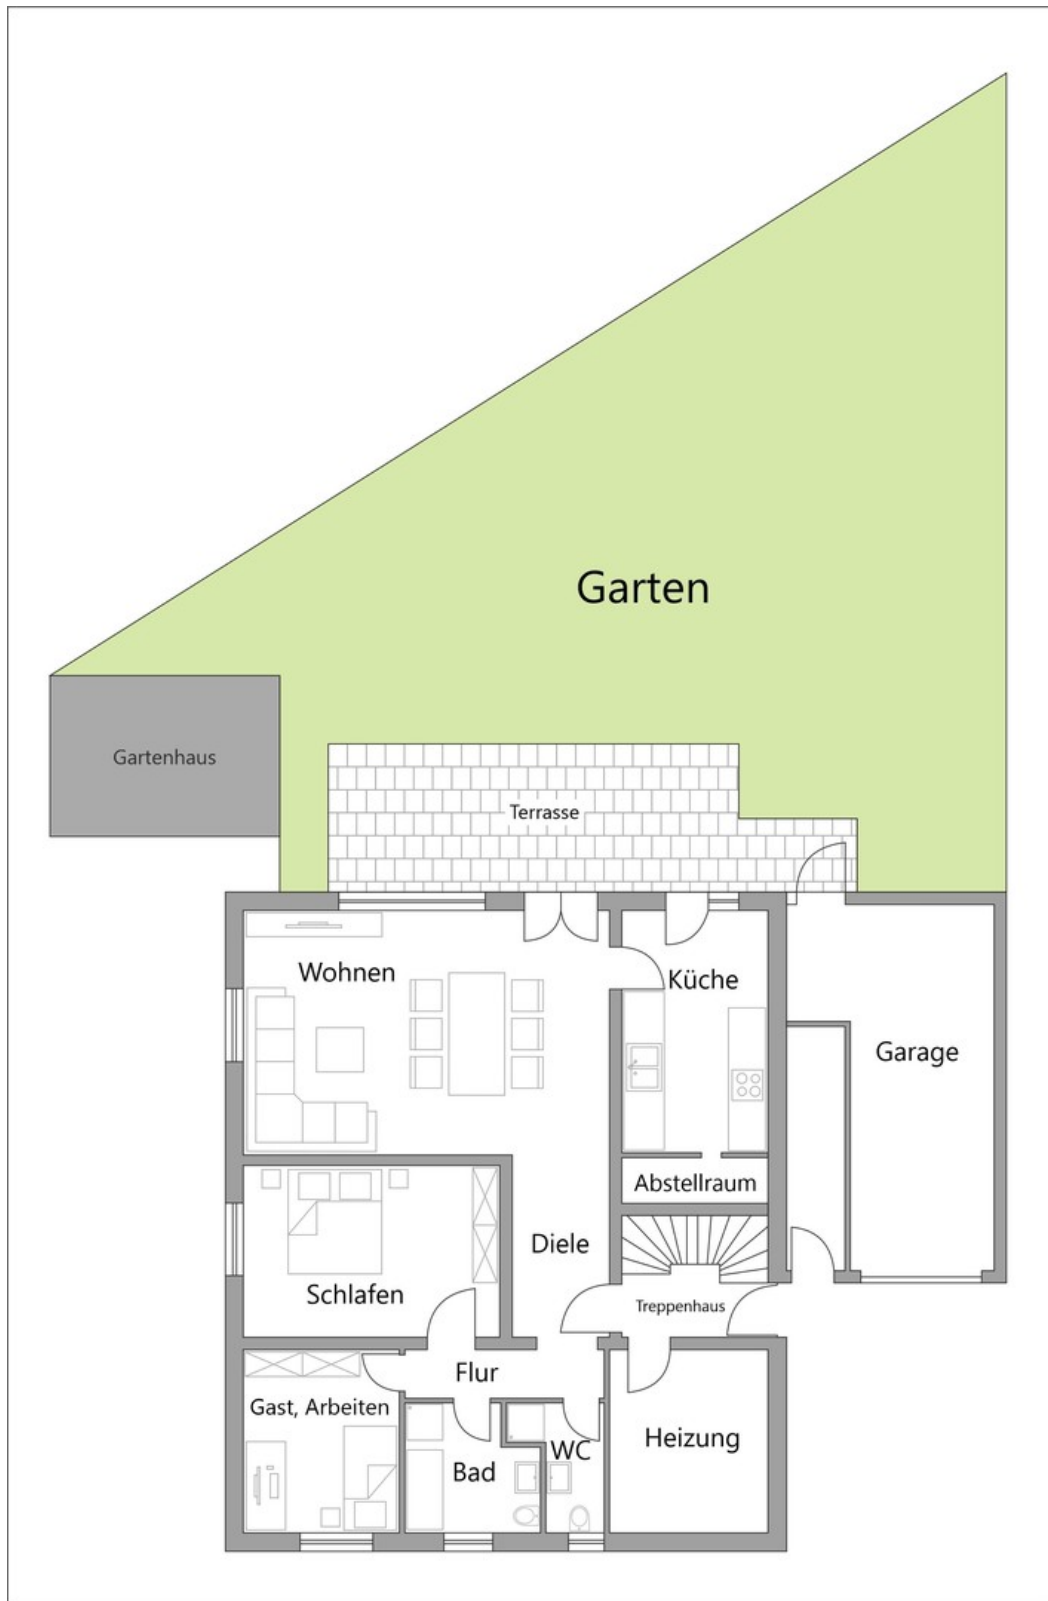 Garten
Gartenhaus
Terrasse
Wohnen
Küche
Garage
Abstellraum
Diele
Schlafen
Treppenhaus
Flur
Gast, Arbeiten
WC
Heizung
Bad